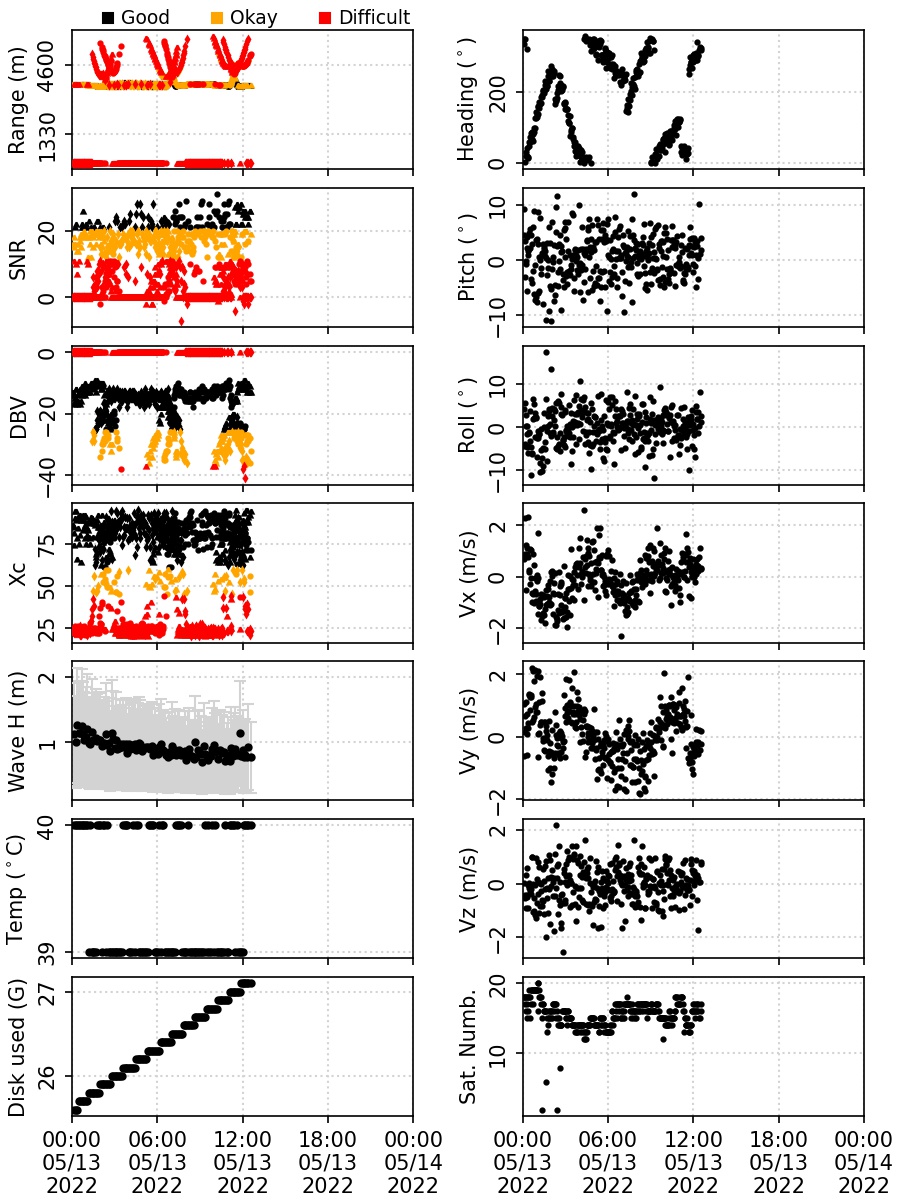 Good Okay Difficult
Range (m)
4600
1330
Heading (°)
200
0
SNR
20
0
Pitch (°)
10
0
−10
DBV
0
−20
−40
Roll (°)
10
0
−10
Xc
75
50
25
Vx (m/s)
2
0
−2
Wave H (m)
2
1
Vy (m/s)
2
0
−2
Temp (°C)
40
39
Vz (m/s)
2
0
−2
Disk used (G)
27
26
Sat. Numb.
20
10
00:00 06:00 12:00 18:00 00:00
05/13 05/13 05/13 05/13 05/14
2022 2022 2022 2022 2022
00:00 06:00 12:00 18:00 00:00
05/13 05/13 05/13 05/13 05/14
2022 2022 2022 2022 2022